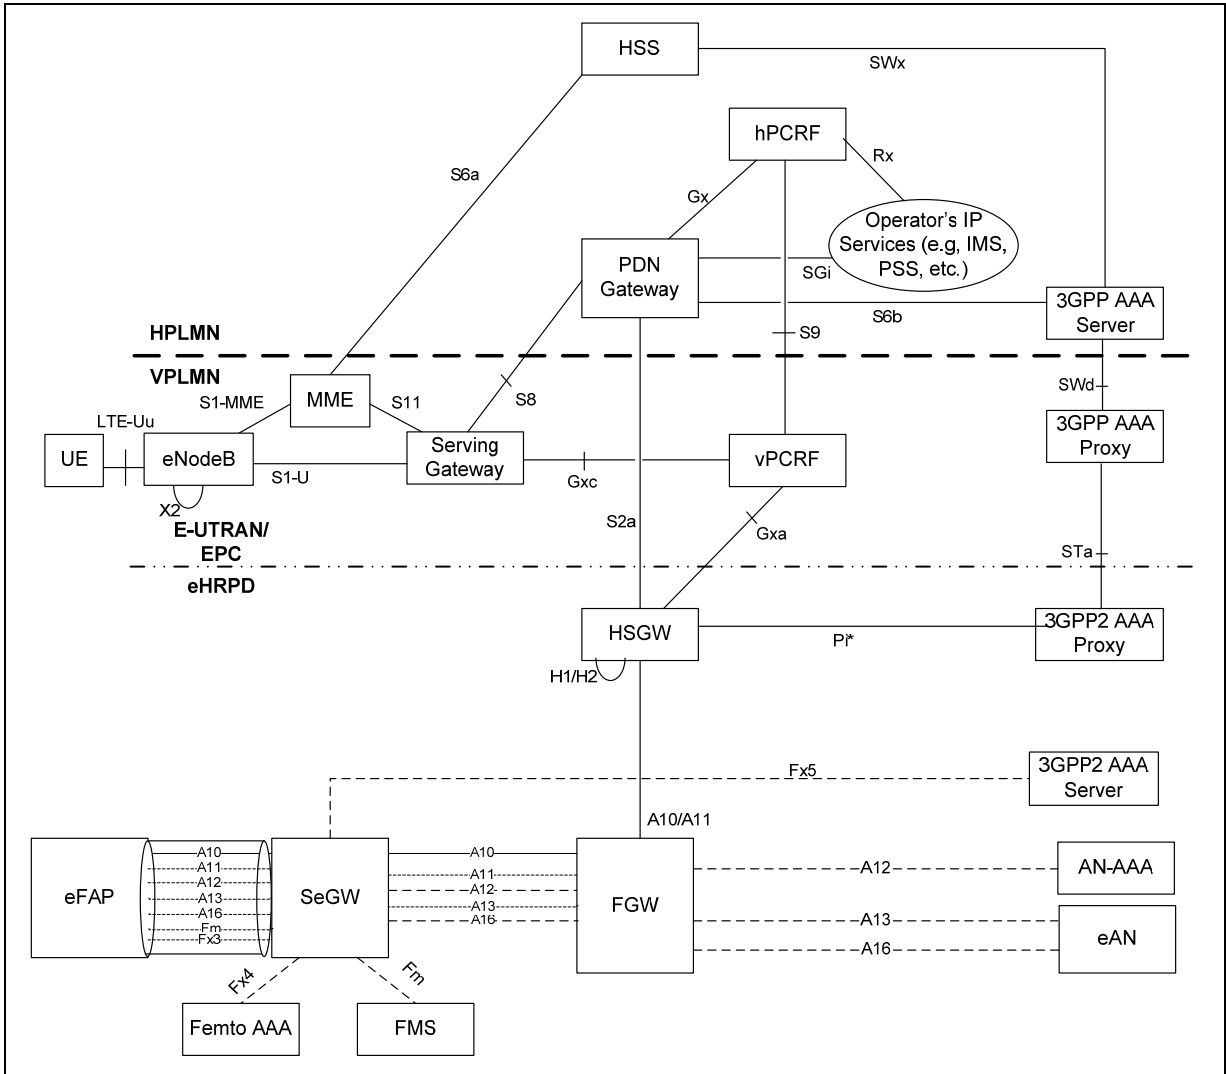 HSS
SWx
hPCRF
Rx
S6a
Gx
Operator's IP
Services (e.g, IMS,
PSS, etc.)
PDN
Gateway
SGi
S6b
3GPP AAA
Server
HPLMN
S9
VPLMN
SWd
MME
S1-MME
S11
S8
LTE-Uu
UE
eNodeB
Serving
Gateway
vPCRF
3GPP AAA
Proxy
S1-U
Gxc
X2
E-UTRAN/
EPC
S2a
Gxa
STa
eHRPD
HSGW
Pi*
3GPP2 AAA
Proxy
H1/H2
Fx5
3GPP2 AAA
Server
A10/A11
eFAP
A10
A11
A12
A13
A16
Fm
Fx3
SeGW
A10
A11
A12
A13
A16
FGW
A12
AN-AAA
A13
A16
eAN
Fx4
Fm
Femto AAA
FMS